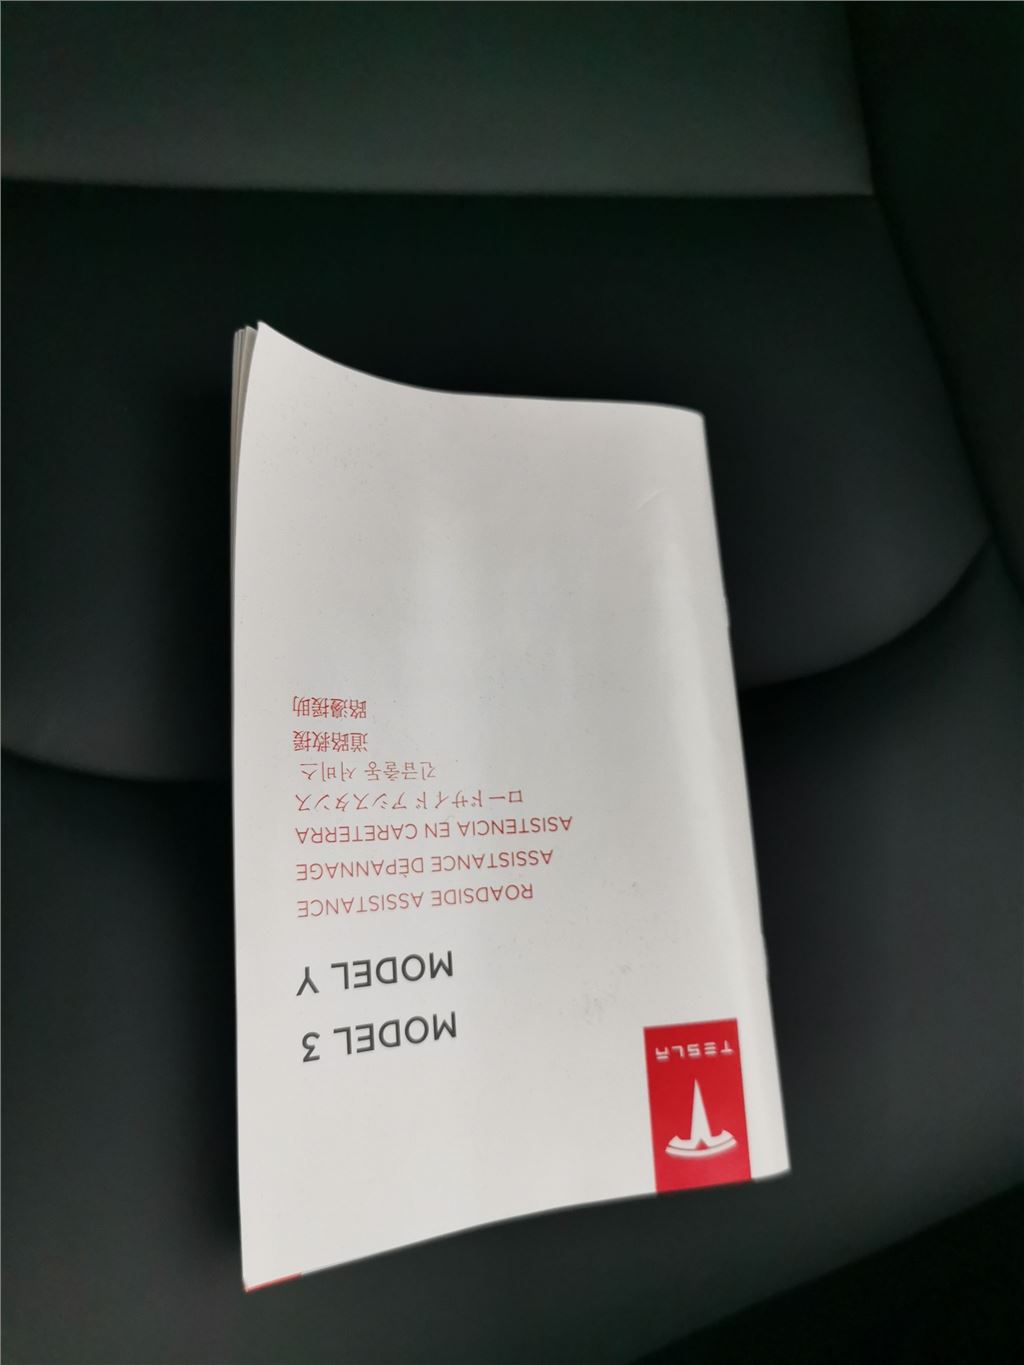 TESLA
MODEL 3
MODEL Y
ROADSIDE ASSISTANCE
ASSISTANCE DÉPANNAGE
ASISTENCIA EN CARETERRA
ロードサイドアシスタンス
긴급출동 서비스
道路救援
路邊援助